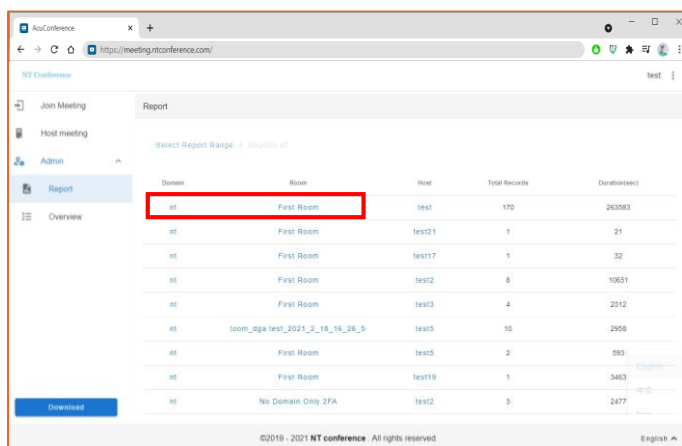 AcuConference
https://meeting.ntconference.com/
NT Conference test
Join Meeting
Host meeting
Admin
Report
Overview
Download
Report
Select Report Range / Reports of
Domain Room Host Total Records Duration(sec)
nt First Room test 170 263583
nt First Room test21 1 21
nt First Room test17 1 32
nt First Room test2 8 10651
nt First Room test3 4 2312
nt toom_dga test_2021_2_18_16_26_5 test5 10 2958
nt First Room test5 2 593
nt First Room test19 1 3463
nt No Domain Only 2FA test2 3 2477
English
中文
©2019 - 2021 NT conference. All rights reserved.
English